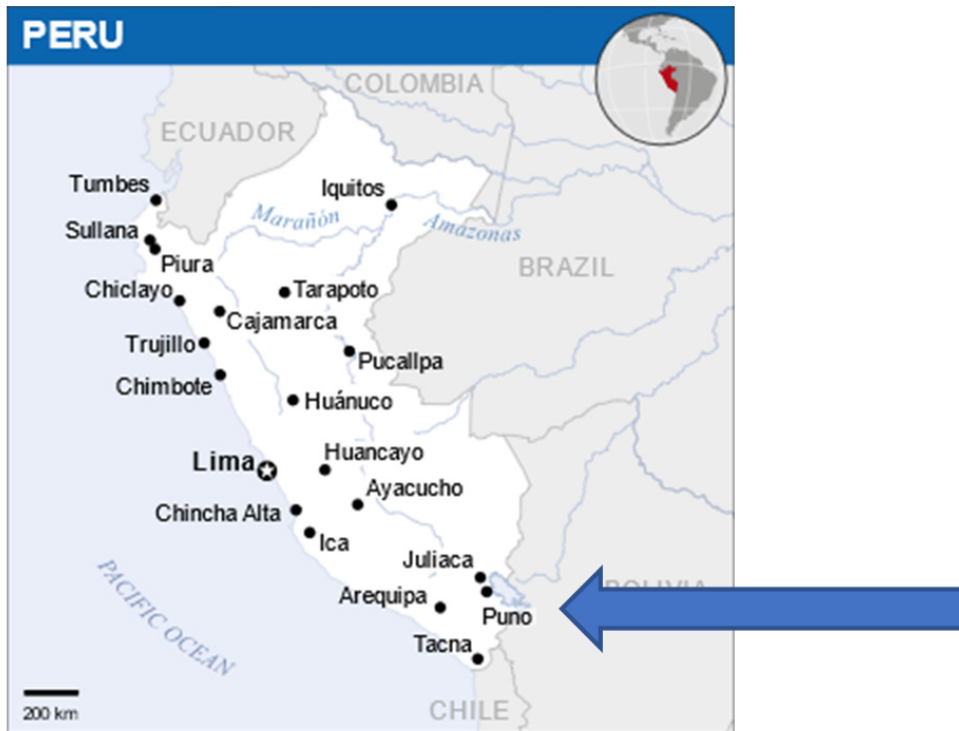 PERU
COLOMBIA
ECUADOR
Tumbes
Iquitos
Marañón
Amazonas
Sullana
Piura
BRAZIL
Chiclayo
Tarapoto
Cajamarca
Trujillo
Pucallpa
Chimbote
Huánuco
Lima
Huancayo
Ayacucho
Chincha Alta
Ica
PACIFIC OCEAN
Juliaca
BOLIVIA
Arequipa
Puno
Tacna
200 km
CHILE